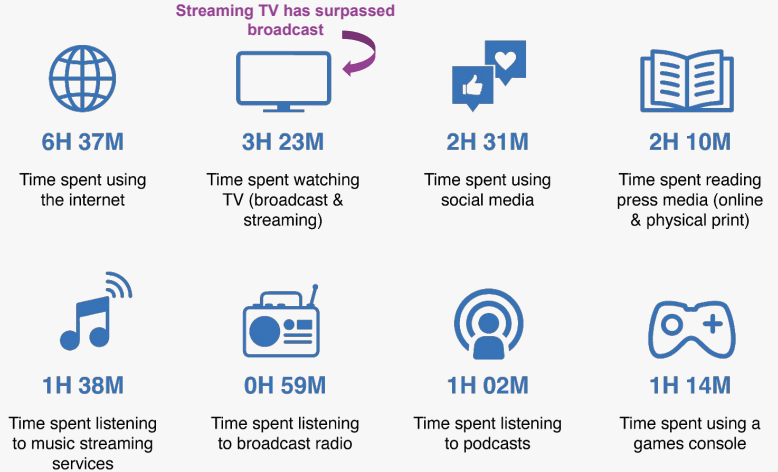 Streaming TV has surpassed
broadcast
6H 37M
Time spent using
the internet
3H 23M
Time spent watching
TV (broadcast &
streaming)
2H 31M
Time spent using
social media
2H 10M
Time spent reading
press media (online
& physical print)
1H 38M
Time spent listening
to music streaming
services
0H 59M
Time spent listening
to broadcast radio
1H 02M
Time spent listening
to podcasts
1H 14M
Time spent using a
games console